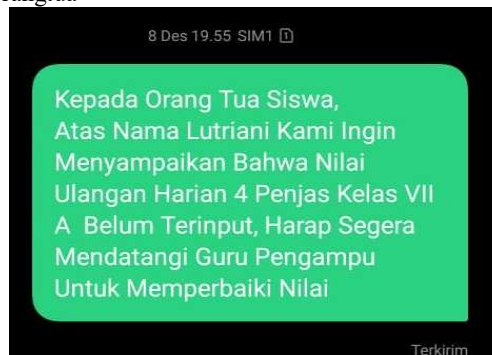 8 Des 19.55 SIM1
Kepada Orang Tua Siswa,
Atas Nama Lutriani Kami Ingin
Menyampaikan Bahwa Nilai
Ulangan Harian 4 Penjas Kelas VII
A Belum Terinput, Harap Segera
Mendatangi Guru Pengampu
Untuk Memperbaiki Nilai
Terkirim